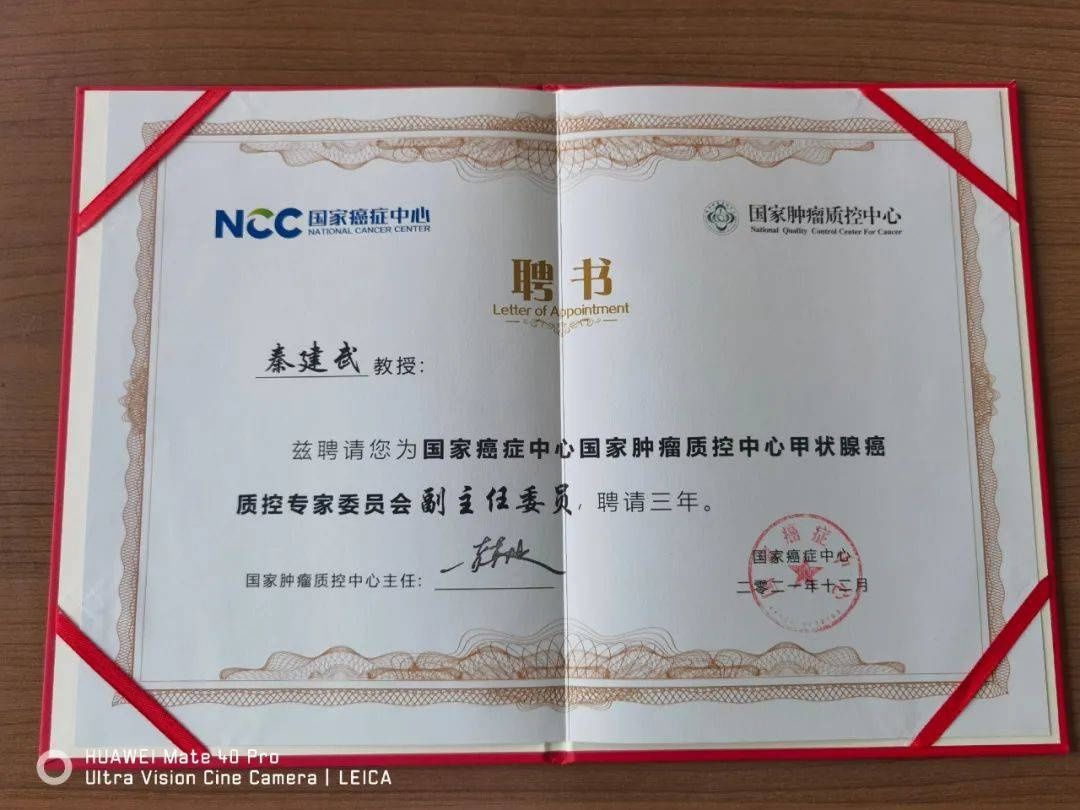 NCC 国家癌症中心
NATIONAL CANCER CENTER
国家肿瘤质控中心
National Quality Control Center For Cancer
聘书
Letter of Appointment
秦建武 教授：
兹聘请您为国家癌症中心国家肿瘤质控中心甲状腺癌
质控专家委员会副主任委员，聘请三年。
国家肿瘤质控中心主任：
国家癌症中心
二零二一年十二月
HUAWEI Mate 40 Pro
Ultra Vision Cine Camera | LEICA